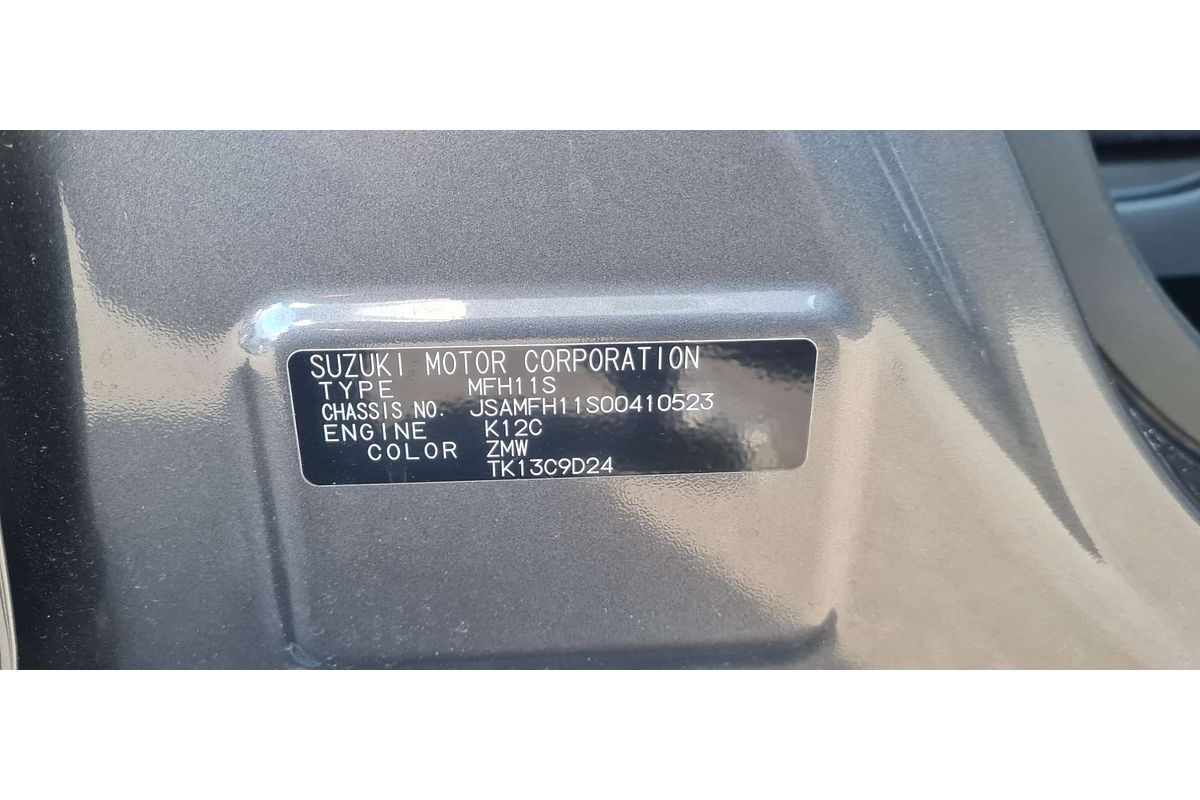 SUZUKI MOTOR CORPORATION
TYPE MFH11S
CHASSIS NO. JSAMFH11S00410523
ENGINE K12C
COLOR ZMW
TK13C9D24